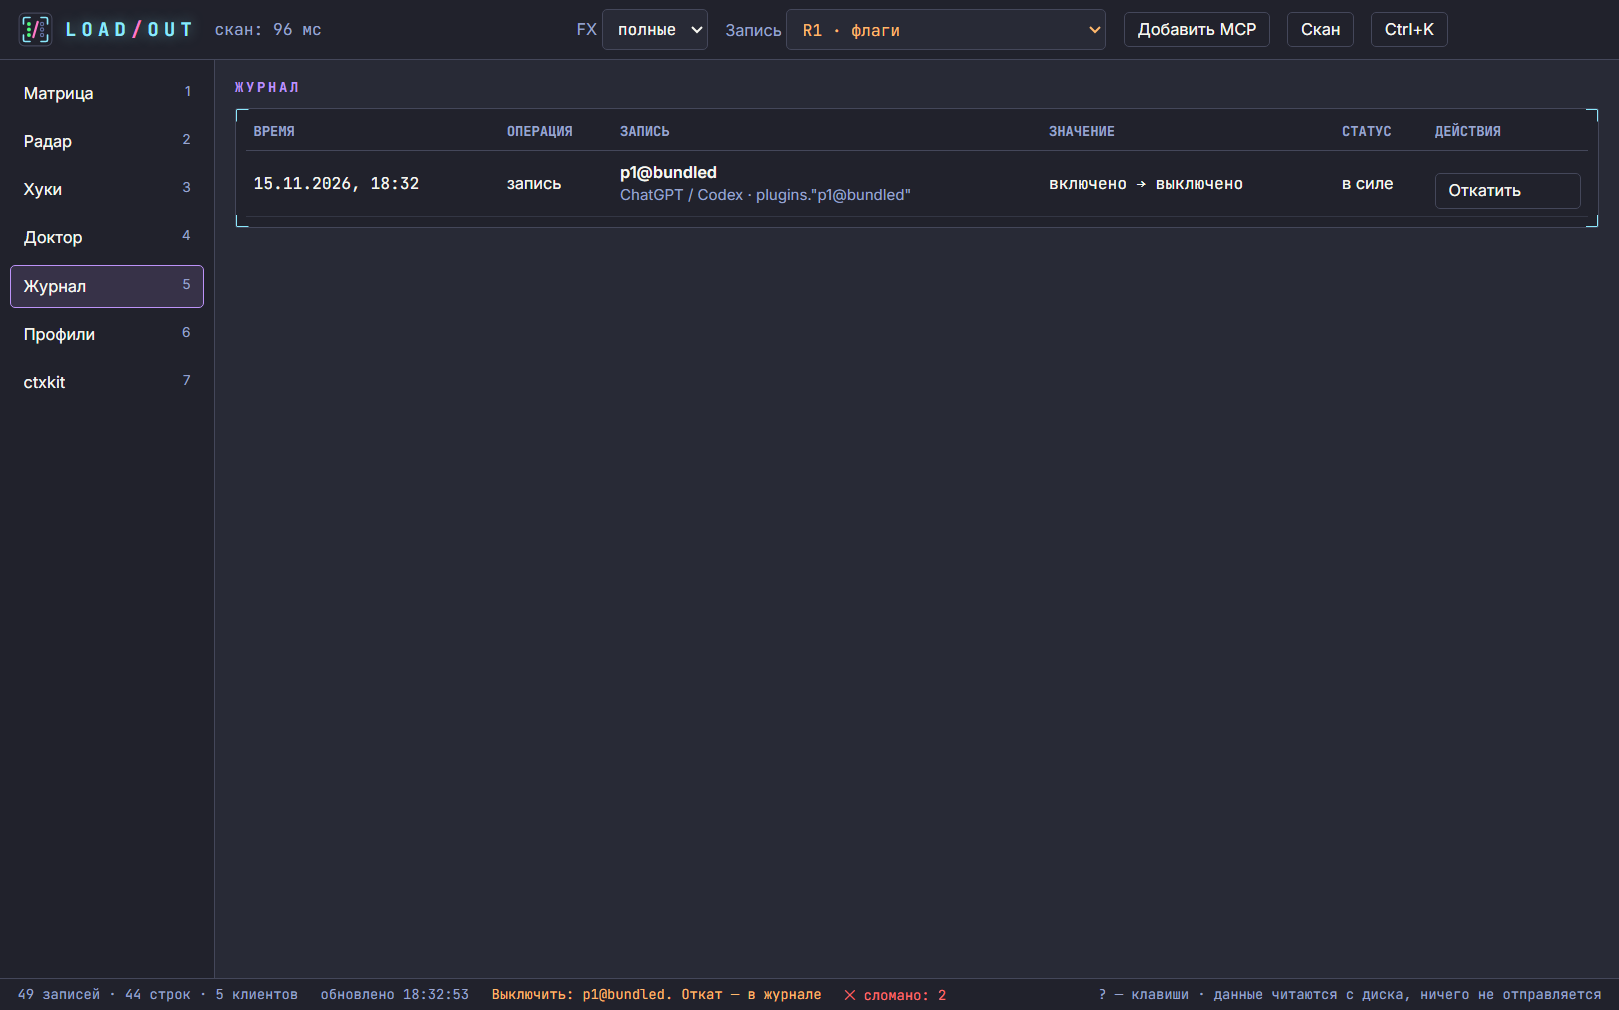 LOAD/OUT скан: 96 мс FX полные Запись R1 · флаги Добавить MCP Скан Ctrl+K
Матрица 1
Радар 2
Хуки 3
Доктор 4
Журнал 5
Профили 6
ctxkit 7
ЖУРНАЛ
ВРЕМЯ ОПЕРАЦИЯ ЗАПИСЬ ЗНАЧЕНИЕ СТАТУС ДЕЙСТВИЯ
15.11.2026, 18:32 запись p1@bundled включено → выключено в силе Откатить
ChatGPT / Codex · plugins."p1@bundled"
49 записей · 44 строк · 5 клиентов обновлено 18:32:53 Выключить: p1@bundled. Откат — в журнале ✕ сломано: 2 ? — клавиши · данные читаются с диска, ничего не отправляется